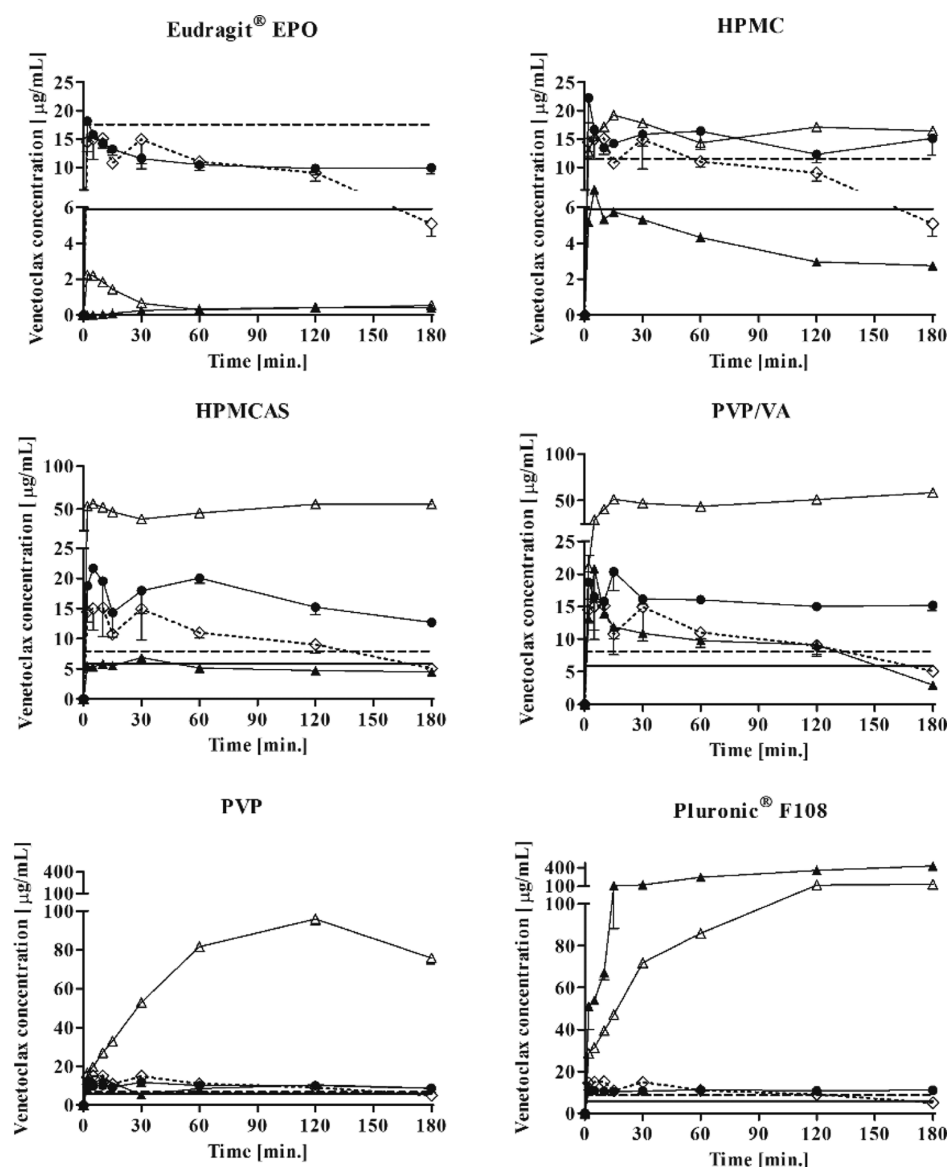 Eudragit® EPO
Venetoclax concentration [ µg/mL]
25
20
15
10
6
4
2
0
0 30 60 90 120 150 180
Time [min.]
HPMC
Venetoclax concentration [ µg/mL]
25
20
15
10
6
4
2
0
0 30 60 90 120 150 180
Time [min.]
HPMCAS
Venetoclax concentration [ µg/mL]
100
50
25
20
15
10
5
0
0 30 60 90 120 150 180
Time [min.]
PVP/VA
Venetoclax concentration [ µg/mL]
100
50
25
20
15
10
5
0
0 30 60 90 120 150 180
Time [min.]
PVP
Venetoclax concentration [ µg/mL]
400
100
100
80
60
40
20
0
0 30 60 90 120 150 180
Time [min.]
Pluronic® F108
Venetoclax concentration [ µg/mL]
400
100
100
80
60
40
20
0
0 30 60 90 120 150 180
Time [min.]